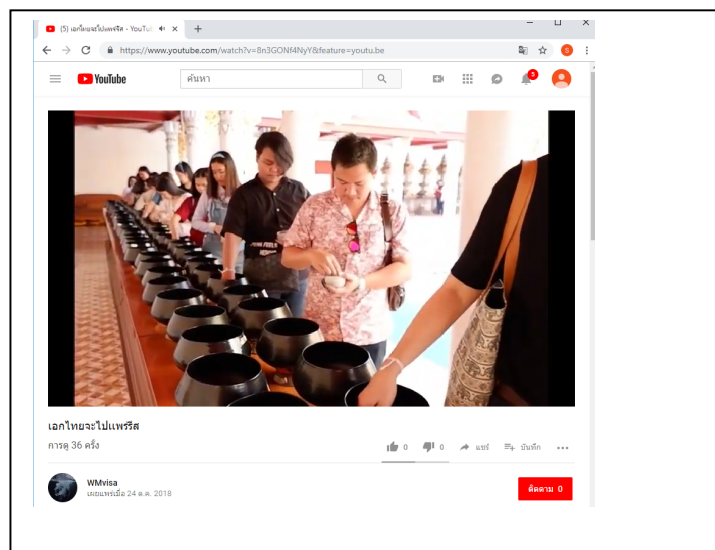 (5) เอกไทยจะไปแพร่รีส - YouTub
https://www.youtube.com/watch?v=8n3GONf4NyY&feature=youtu.be
S
YouTube
ค้นหา
5
เอกไทยจะไปแพร่รีส
การดู 36 ครั้ง
0
0
แชร์
บันทึก
WMvisa
เผยแพร่เมื่อ 24 ต.ค. 2018
ติดตาม 0